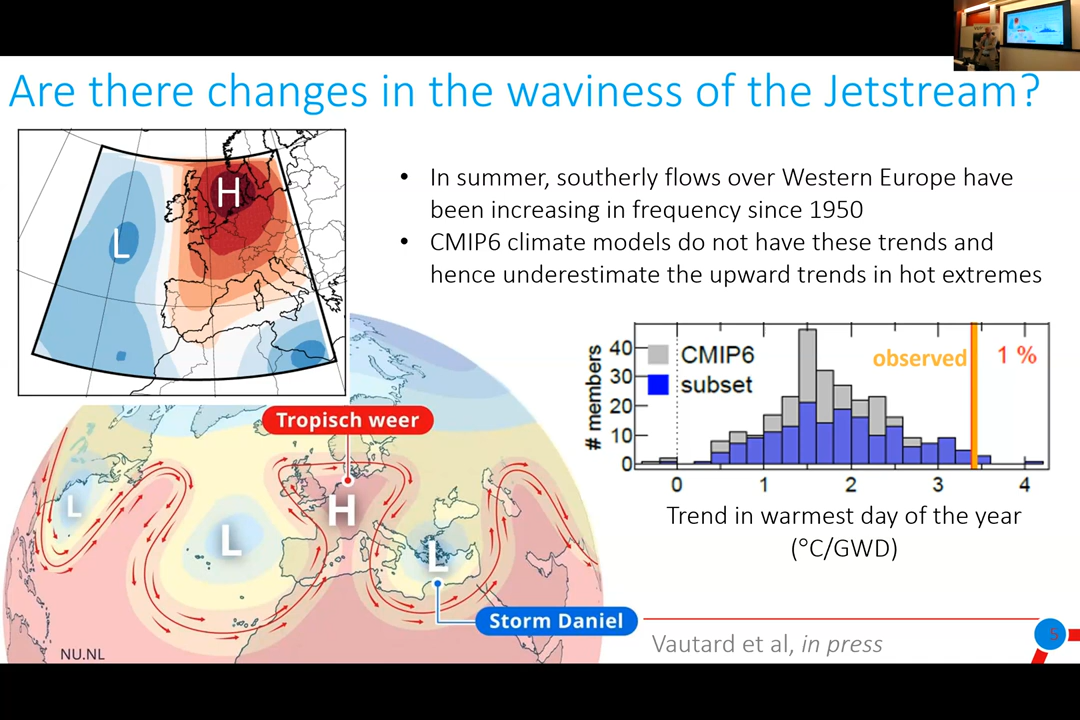 Are there changes in the waviness of the Jetstream?
H
L
• In summer, southerly flows over Western Europe have
been increasing in frequency since 1950
• CMIP6 climate models do not have these trends and
hence underestimate the upward trends in hot extremes
# members
40
30
20
10
0
CMIP6
subset
observed
1 %
0 1 2 3 4
Trend in warmest day of the year
(°C/GWD)
Tropisch weer
L
H
L
L
Storm Daniel
NU.NL
Vautard et al, in press
5